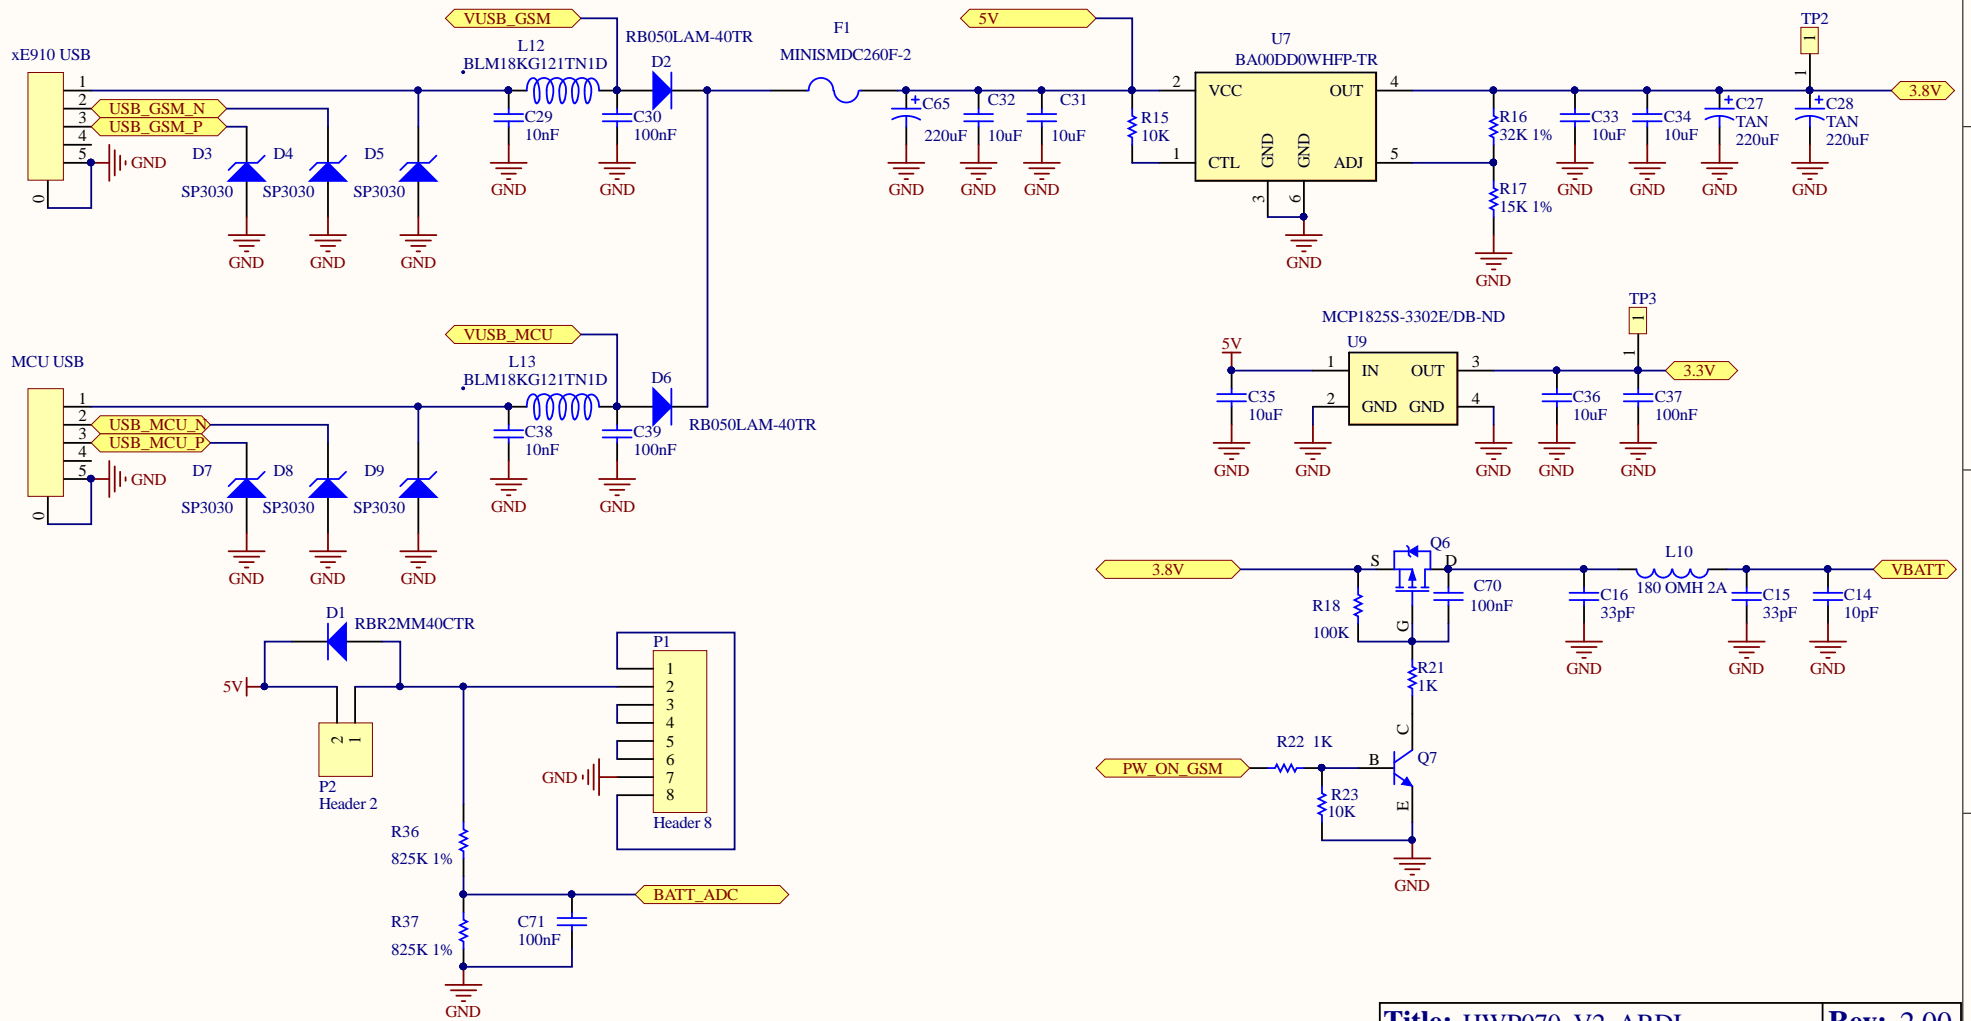 xE910 USB
1
2
3
4
5
0
USB_GSM_N
USB_GSM_P
GND
D3
SP3030
D4
SP3030
D5
SP3030
GND
GND
GND
VUSB_GSM
L12
BLM18KG121TN1D
C29
10nF
GND
C30
100nF
GND
RB050LAM-40TR
D2
F1
MINISMDC260F-2
5V
C65
220uF
GND
C32
10uF
GND
C31
10uF
GND
R15
10K
U7
BA00DD0WHFP-TR
2
VCC
OUT
4
1
CTL
GND
GND
ADJ
5
3
6
GND
R16
32K 1%
R17
15K 1%
GND
C33
10uF
GND
C34
10uF
GND
C27
TAN
220uF
GND
C28
TAN
220uF
GND
TP2
1
1
3.8V
MCU USB
1
2
3
4
5
0
USB_MCU_N
USB_MCU_P
GND
D7
SP3030
D8
SP3030
D9
SP3030
GND
GND
GND
VUSB_MCU
L13
BLM18KG121TN1D
C38
10nF
GND
C39
100nF
GND
D6
RB050LAM-40TR
MCP1825S-3302E/DB-ND
U9
5V
C35
10uF
GND
1
IN
OUT
3
2
GND
GND
4
GND
GND
C36
10uF
GND
C37
100nF
GND
TP3
1
1
3.3V
D1
RBR2MM40CTR
5V
2
1
P2
Header 2
P1
1
2
3
4
5
6
7
8
Header 8
GND
R36
825K 1%
R37
825K 1%
C71
100nF
BATT_ADC
GND
3.8V
S
Q6
D
G
R18
100K
C70
100nF
R21
1K
C16
33pF
GND
L10
180 OMH 2A
C15
33pF
GND
C14
10pF
GND
VBATT
PW_ON_GSM
R22 1K
R23
10K
B
C
E
Q7
GND
Title: HWP070_V2_ARDI
Rev: 2.00